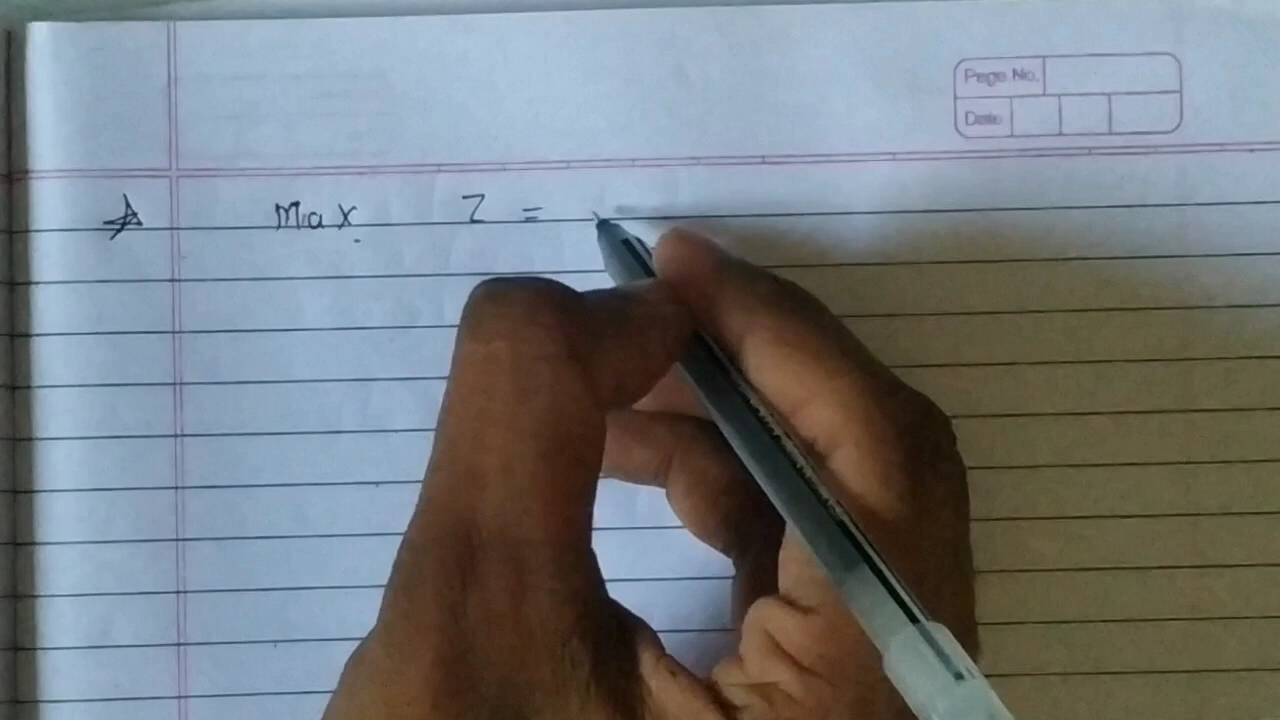 Page No.
Date
Max. Z =